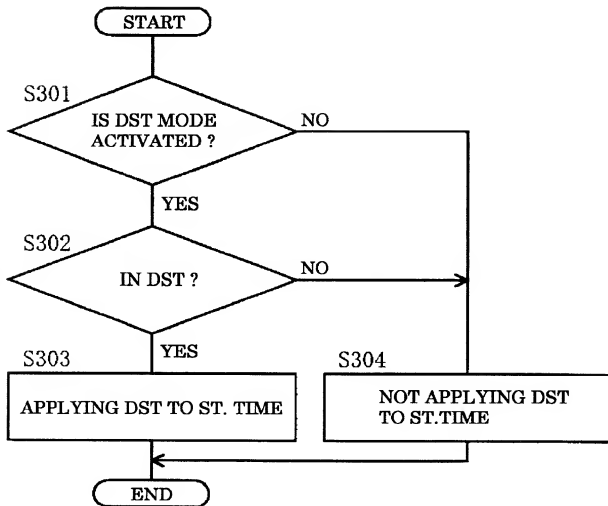 START
S301
IS DST MODE
ACTIVATED ?
NO
YES
S302
IN DST ?
NO
YES
S303
APPLYING DST TO ST. TIME
S304
NOT APPLYING DST
TO ST.TIME
END